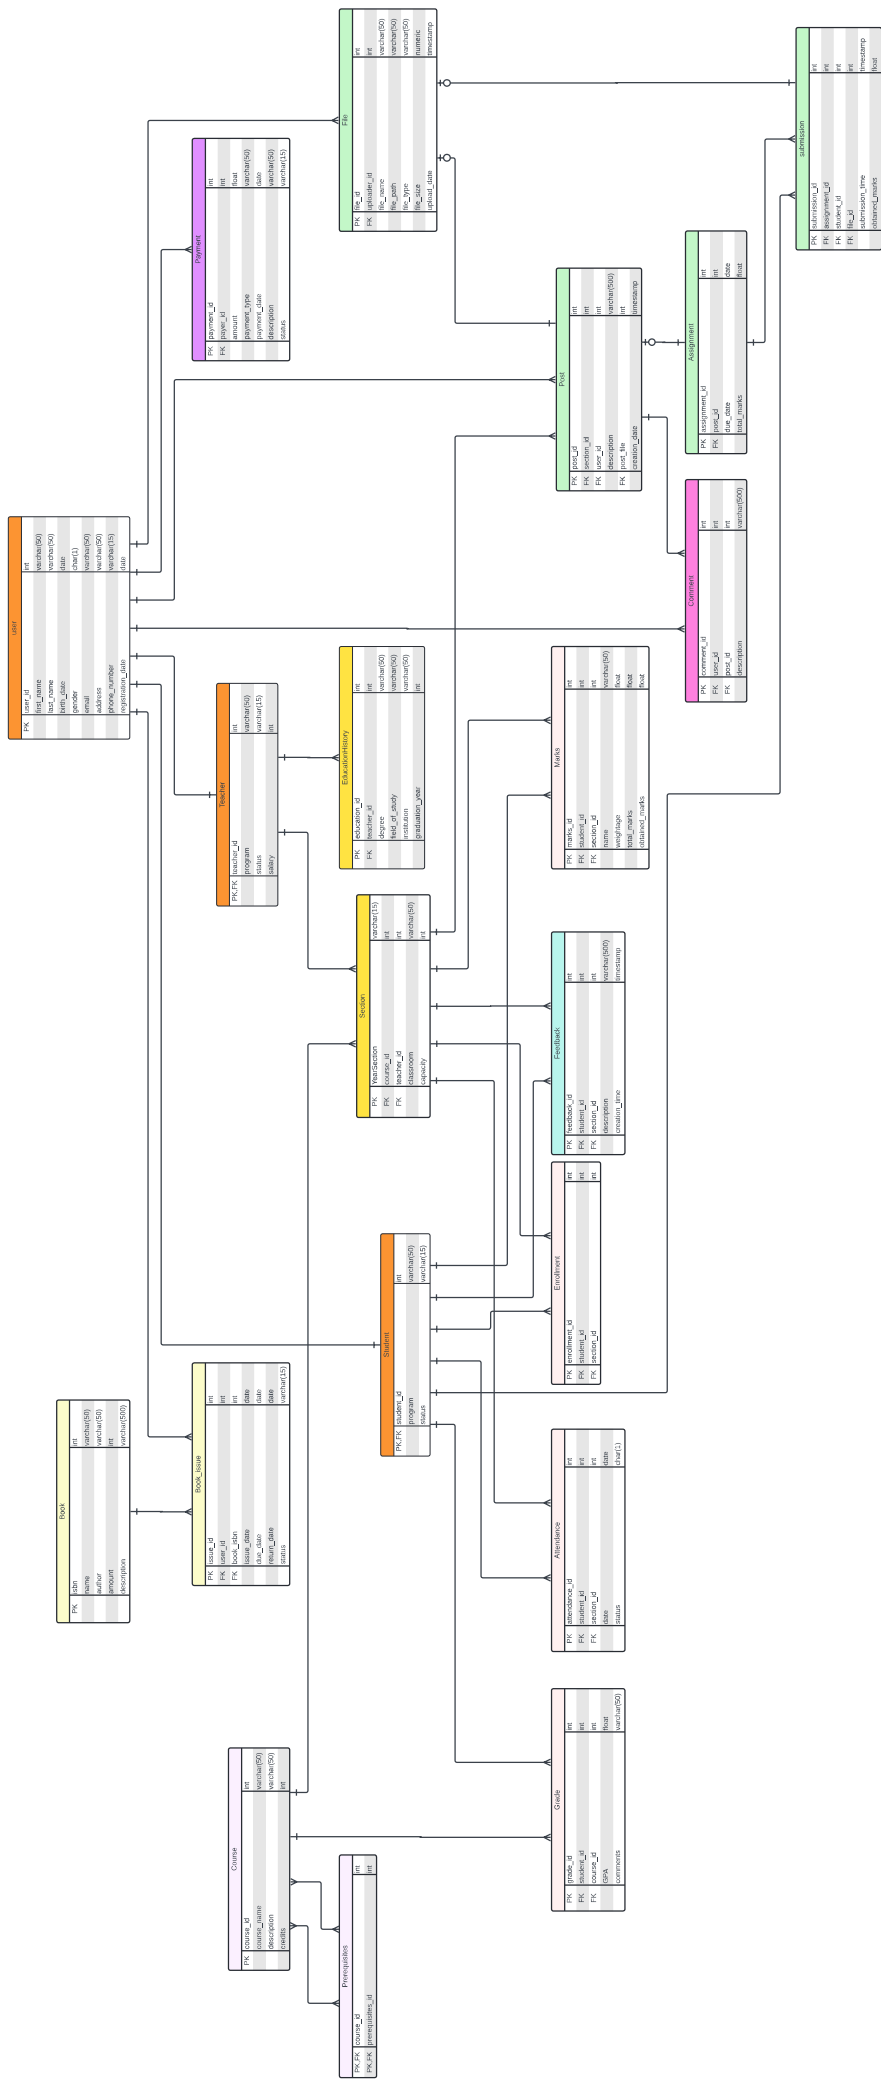 user
PK user_id int
first_name varchar(50)
last_name varchar(50)
birth_date date
gender char(1)
email varchar(50)
address varchar(50)
phone_number varchar(15)
registration_date date
Book
PK isbn int
name varchar(50)
author varchar(50)
amount int
description varchar(500)
Payment
PK payment_id int
FK payer_id int
amount float
payment_type varchar(50)
payment_date date
description varchar(50)
status varchar(15)
Book_issue
PK issue_id int
FK user_id int
FK book_isbn int
issue_date date
due_date date
return_date date
status varchar(15)
Teacher
PK,FK teacher_id int
program varchar(50)
status varchar(15)
salary int
Course
PK course_id int
course_name varchar(50)
description varchar(50)
credits int
File
PK file_id int
FK uploader_id int
file_name varchar(50)
file_path varchar(50)
file_type varchar(50)
file_size numeric
upload_date timestamp
EducationHistory
PK education_id int
FK teacher_id int
degree varchar(50)
field_of_study varchar(50)
institution varchar(50)
graduation_year int
Prerequisites
PK,FK course_id int
PK,FK prerequisites_id int
Section
PK YearSection varchar(15)
FK course_id int
FK teacher_id int
classroom varchar(50)
capacity int
Student
PK,FK student_id int
program varchar(50)
status varchar(15)
Post
PK post_id int
FK section_id int
FK user_id int
description varchar(500)
FK post_file int
creation_date timestamp
Marks
PK marks_id int
FK student_id int
FK section_id int
name varchar(50)
weightage float
total_marks float
obtained_marks float
Feedback
PK feedback_id int
FK student_id int
FK section_id int
description varchar(500)
creation_time timestamp
Enrollment
PK enrollment_id int
FK student_id int
FK section_id int
Attendance
PK attendance_id int
FK student_id int
FK section_id int
date date
status char(1)
Grade
PK grade_id int
FK student_id int
FK course_id int
GPA float
comments varchar(50)
Assignment
PK assignment_id int
FK post_id int
due_date date
total_marks float
Comment
PK comment_id int
FK user_id int
FK post_id int
description varchar(500)
submission
PK submission_id int
FK assignment_id int
FK student_id int
FK file_id int
submission_time timestamp
obtained_marks float